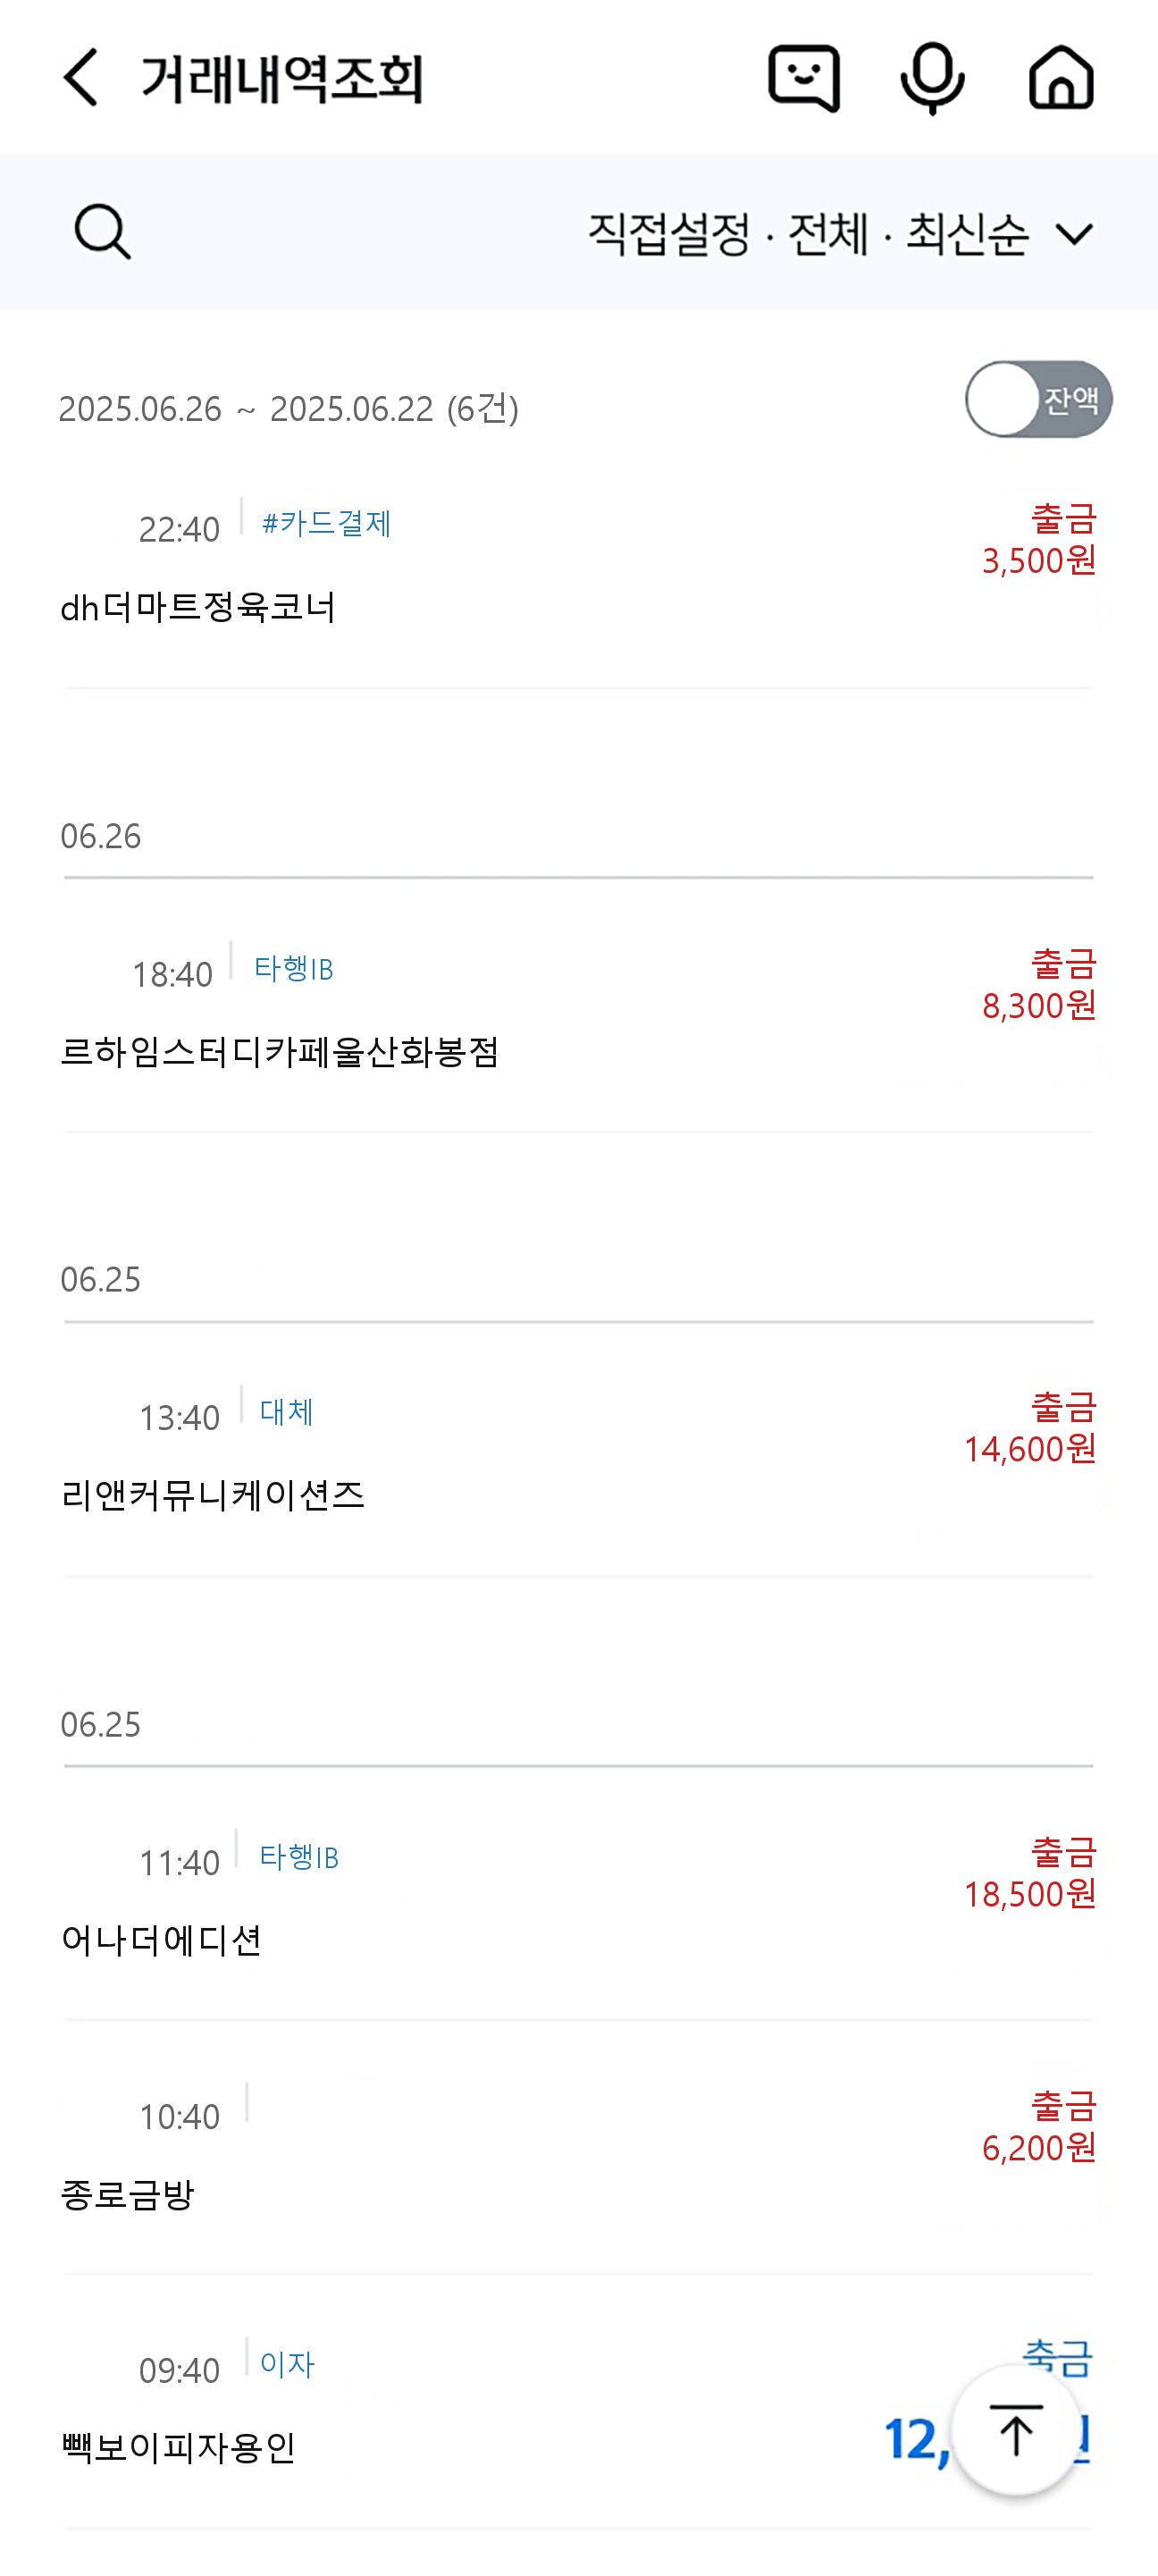 거래내역조회
직접설정 · 전체 · 최신순
2025.06.26 ~ 2025.06.22 (6건)
잔액
22:40 #카드결제
출금
3,500원
dh더마트정육코너
06.26
18:40 타행IB
출금
8,300원
르하임스터디카페울산화봉점
06.25
13:40 대체
출금
14,600원
리앤커뮤니케이션즈
06.25
11:40 타행IB
출금
18,500원
어나더에디션
10:40
출금
6,200원
종로금방
09:40 이자
12,
빽보이피자용인